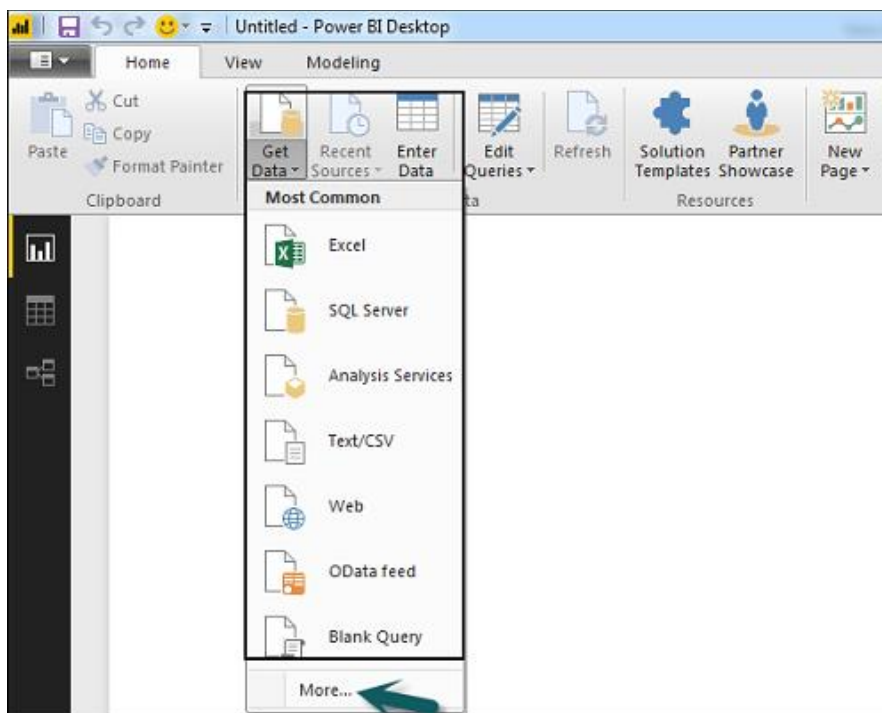 Untitled - Power BI Desktop
Home View Modeling
Paste
Cut
Copy
Format Painter
Clipboard
Get Data
Recent Sources
Enter Data
Edit Queries
Refresh
Solution Templates
Partner Showcase
Resources
New Page
Most Common
Excel
SQL Server
Analysis Services
Text/CSV
Web
OData feed
Blank Query
More...